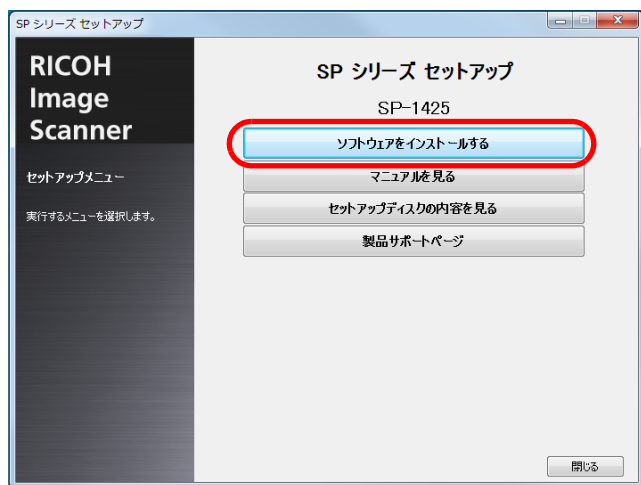 SP シリーズ セットアップ
RICOH
Image
Scanner
セットアップメニュー
実行するメニューを選択します。
SP シリーズ セットアップ
SP-1425
ソフトウェアをインストールする
マニュアルを見る
セットアップディスクの内容を見る
製品サポートページ
閉じる